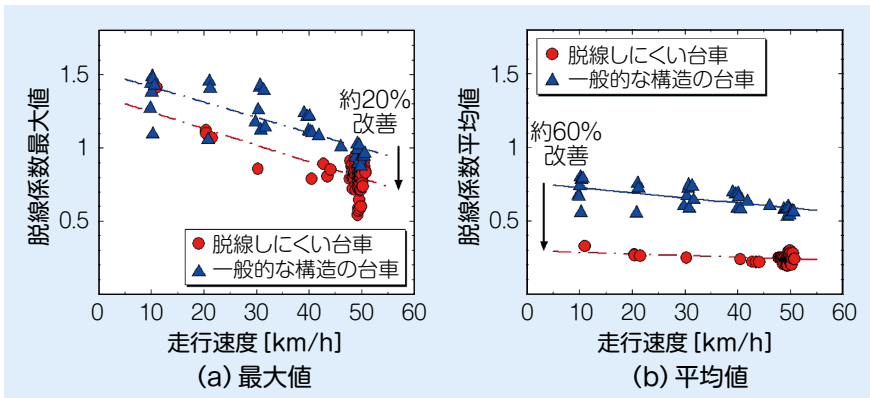 脱線係数最大値
1.5
1
0.5
0
10
20
30
40
50
60
約20%
改善
脱線しにくい台車
一般的な構造の台車
走行速度 [km/h]
(a) 最大値
脱線係数平均値
1.5
1
0.5
0
10
20
30
40
50
60
脱線しにくい台車
一般的な構造の台車
約60%
改善
走行速度 [km/h]
(b) 平均値